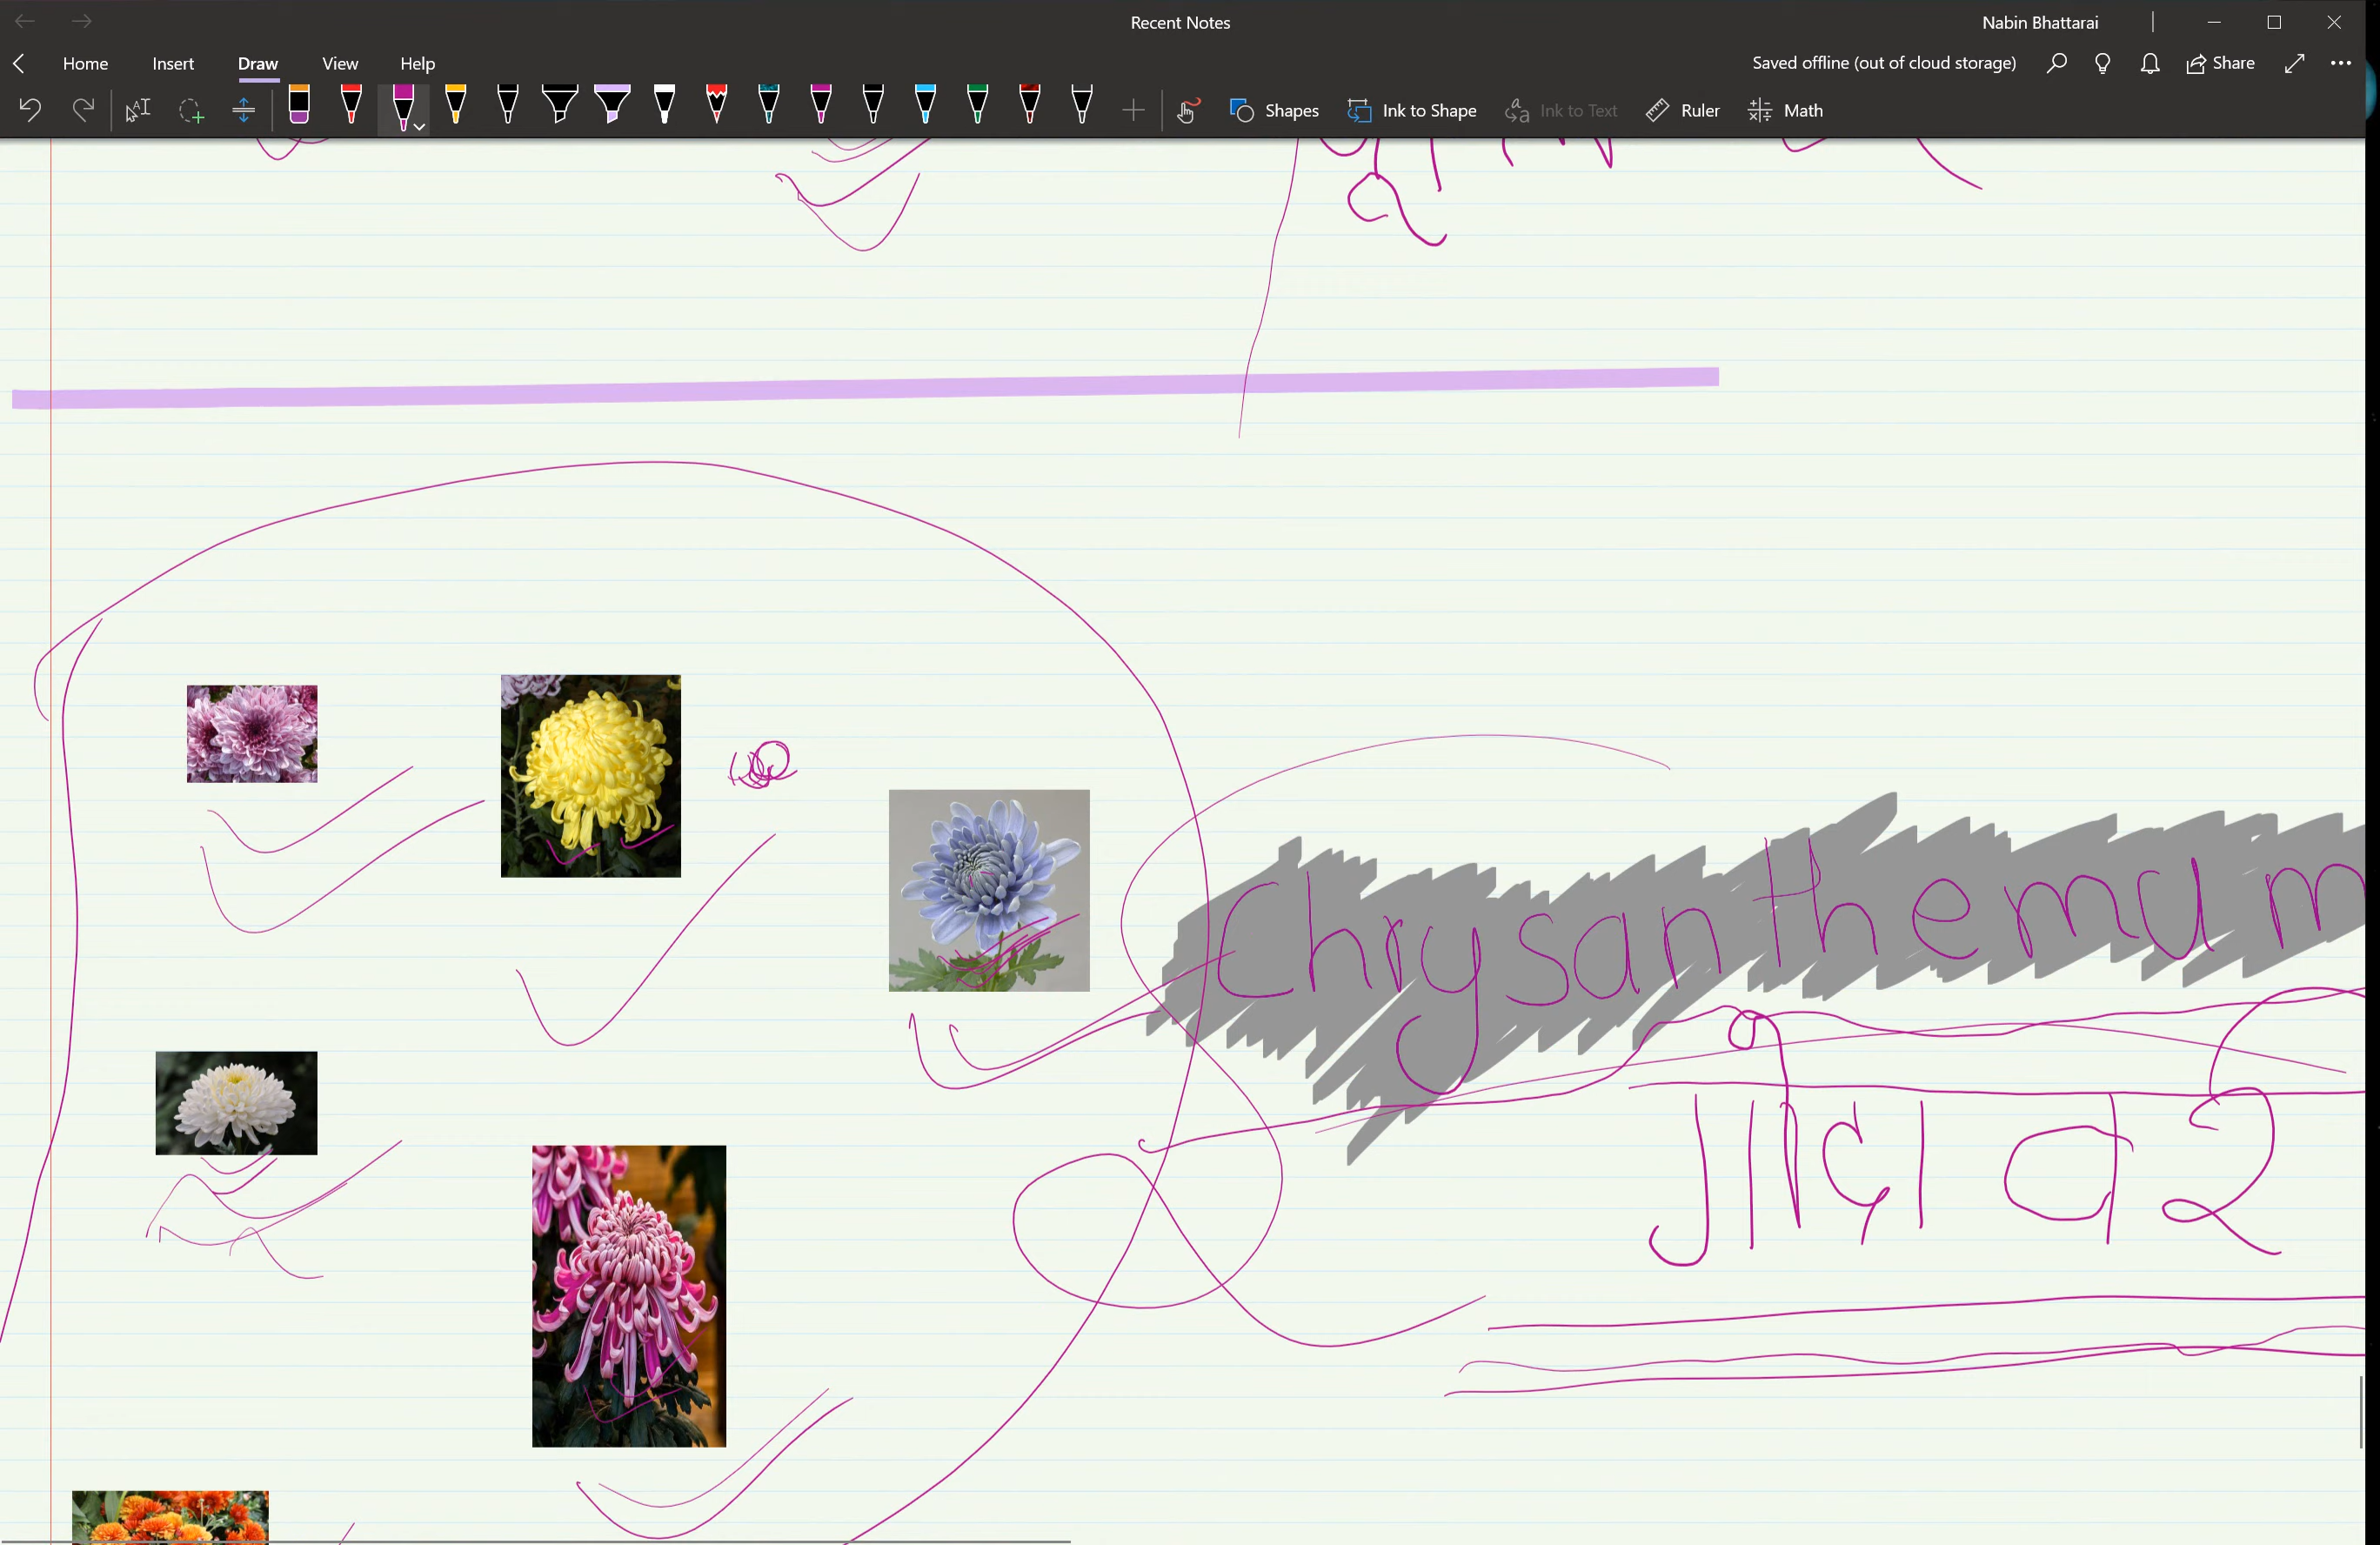 Recent Notes
Nabin Bhattarai
Home Insert Draw View Help
Saved offline (out of cloud storage)
Share
Shapes Ink to Shape Ink to Text Ruler Math
Chrysanthemum
गोदावरी